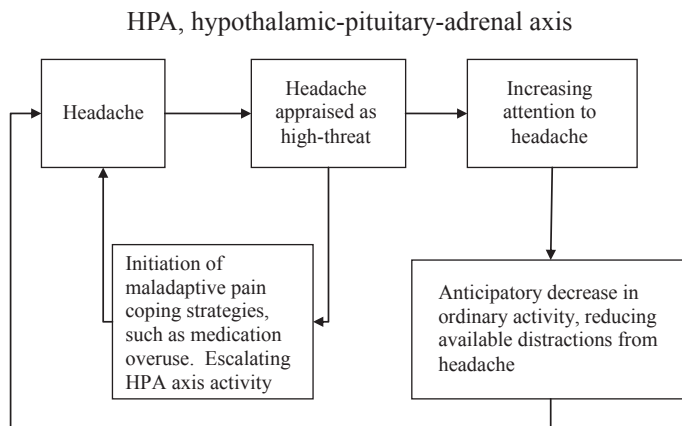 HPA, hypothalamic-pituitary-adrenal axis
Headache
Headache
appraised as
high-threat
Increasing
attention to
headache
Initiation of
maladaptive pain
coping strategies,
such as medication
overuse.  Escalating
HPA axis activity
Anticipatory decrease in
ordinary activity, reducing
available distractions from
headache